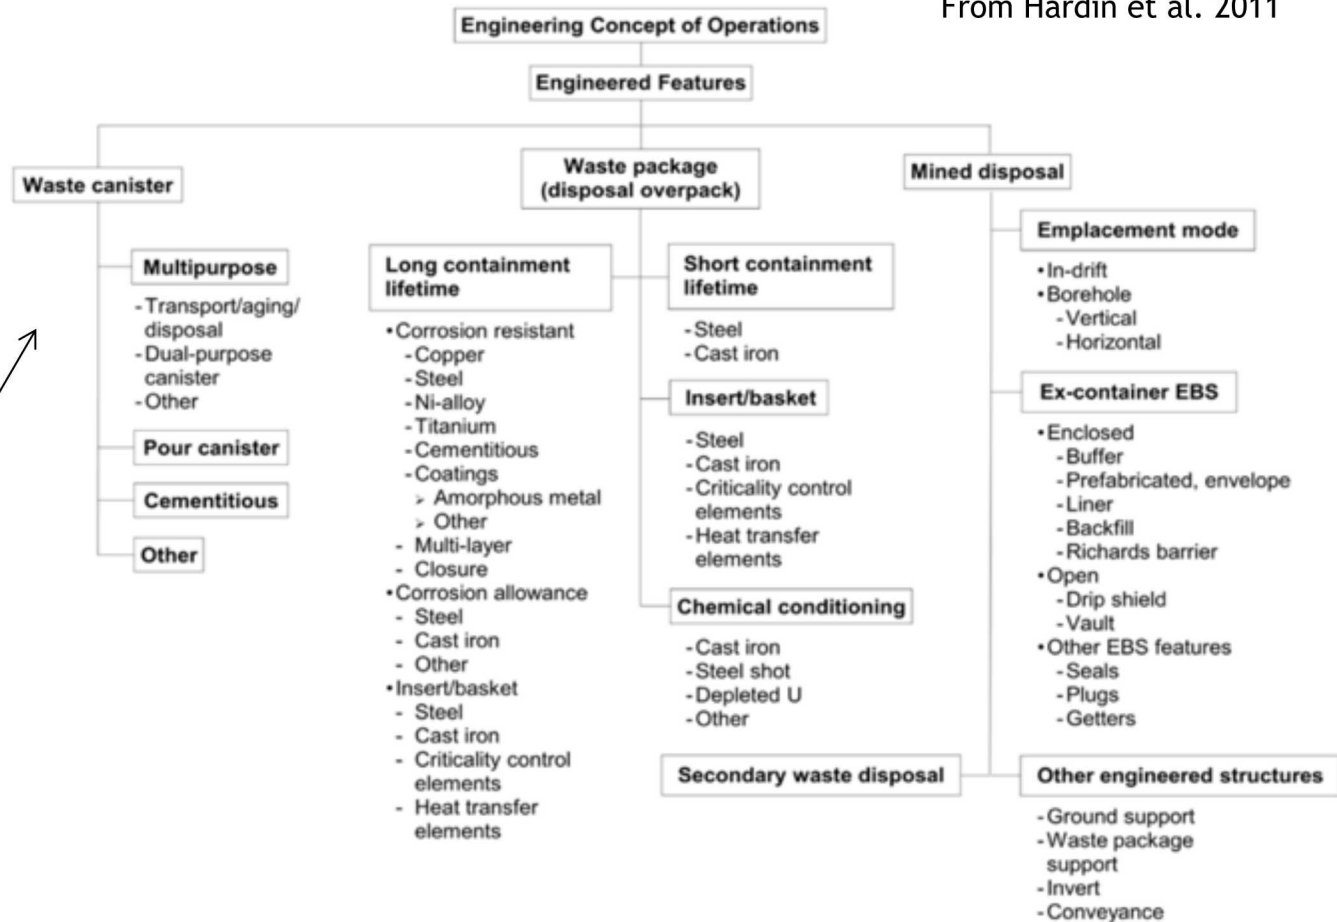 From Hardin et al. 2011
Engineering Concept of Operations
Engineered Features
Waste canister
Multipurpose
-Transport/aging/
disposal
-Dual-purpose
canister
-Other
Pour canister
Cementitious
Other
Waste package
(disposal overpack)
Long containment
lifetime
•Corrosion resistant
-Copper
-Steel
-Ni-alloy
-Titanium
-Cementitious
-Coatings
➢ Amorphous metal
➢ Other
- Multi-layer
- Closure
•Corrosion allowance
- Steel
- Cast iron
- Other
•Insert/basket
- Steel
- Cast iron
- Criticality control
elements
- Heat transfer
elements
Short containment
lifetime
-Steel
-Cast iron
Insert/basket
-Steel
-Cast iron
-Criticality control
elements
-Heat transfer
elements
Chemical conditioning
-Cast iron
-Steel shot
-Depleted U
-Other
Mined disposal
Emplacement mode
•In-drift
•Borehole
-Vertical
-Horizontal
Ex-container EBS
•Enclosed
-Buffer
-Prefabricated, envelope
-Liner
-Backfill
-Richards barrier
•Open
-Drip shield
-Vault
•Other EBS features
-Seals
-Plugs
-Getters
Secondary waste disposal
Other engineered structures
-Ground support
-Waste package
support
-Invert
-Conveyance